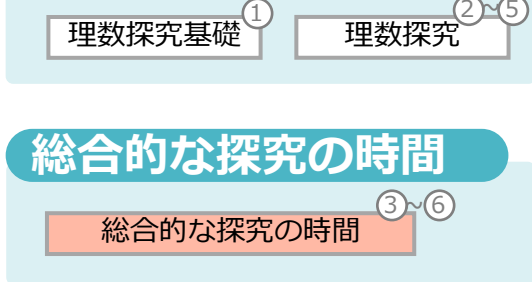 ① ②~⑤
理数探究基礎 理数探究
総合的な探究の時間
③~⑥
総合的な探究の時間